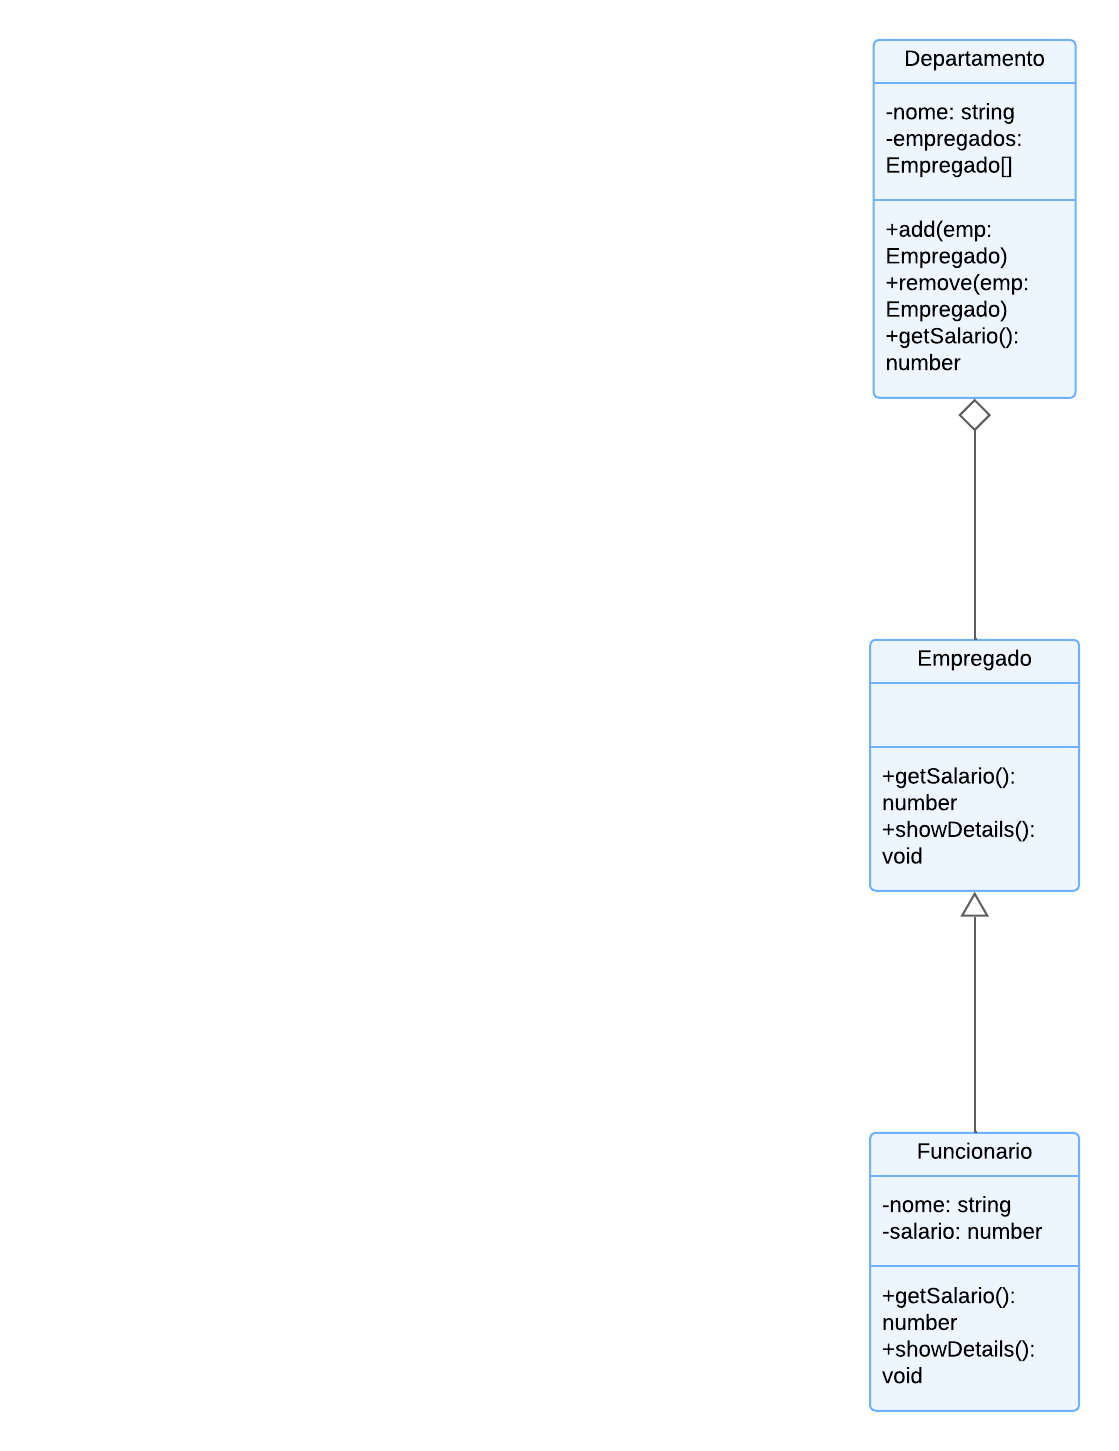 Departamento
-nome: string
-empregados:
Empregado[]
+add(emp:
Empregado)
+remove(emp:
Empregado)
+getSalario():
number
Empregado
+getSalario():
number
+showDetails():
void
Funcionario
-nome: string
-salario: number
+getSalario():
number
+showDetails():
void